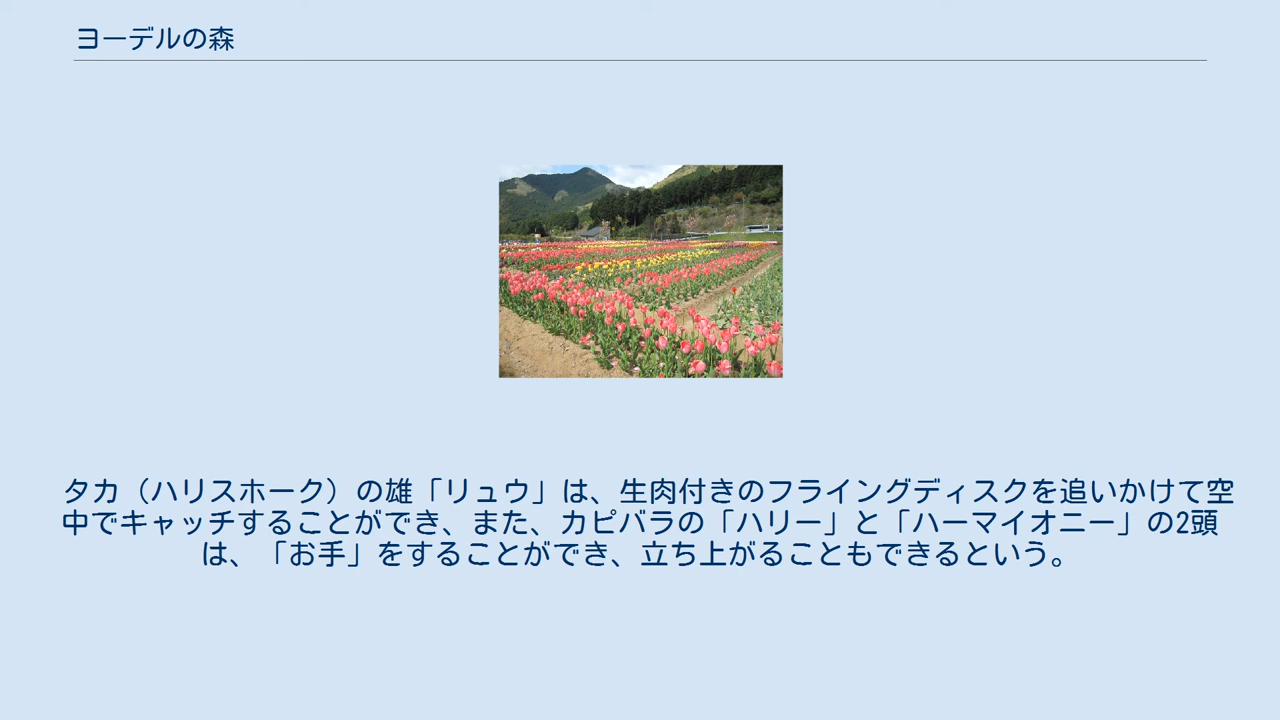 ヨーデルの森
タカ（ハリスホーク）の雄「リュウ」は、生肉付きのフライングディスクを追いかけて空
中でキャッチすることができ、また、カピバラの「ハリー」と「ハーマイオニー」の2頭
は、「お手」をすることができ、立ち上がることもできるという。